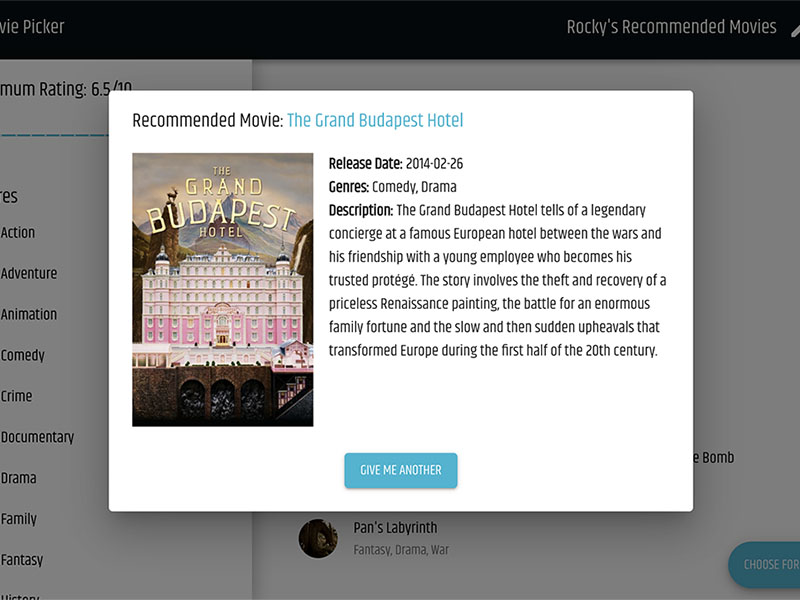 vie Picker
Rocky's Recommended Movies
mum Rating: 6.5/10
Recommended Movie: The Grand Budapest Hotel
THE
GRAND
BUDAPEST
HOTEL
Release Date: 2014-02-26
Genres: Comedy, Drama
Description: The Grand Budapest Hotel tells of a legendary
concierge at a famous European hotel between the wars and
his friendship with a young employee who becomes his
trusted protégé. The story involves the theft and recovery of a
priceless Renaissance painting, the battle for an enormous
family fortune and the slow and then sudden upheavals that
transformed Europe during the first half of the 20th century.
GIVE ME ANOTHER
res
Action
Adventure
Animation
Comedy
Crime
Documentary
Drama
Family
Fantasy
History
e Bomb
Pan's Labyrinth
Fantasy, Drama, War
CHOOSE FOR